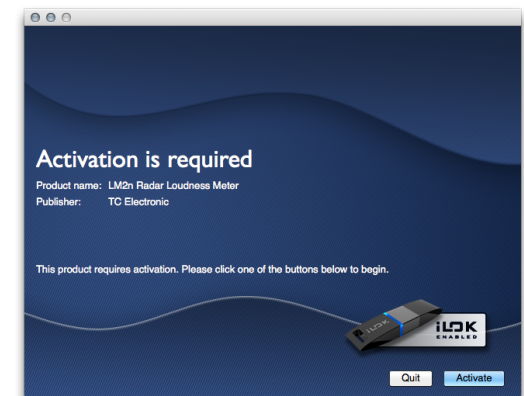 Activation is required
Product name: LM2n Radar Loudness Meter
Publisher: TC Electronic
This product requires activation. Please click one of the buttons below to begin.
iLOK
iLOK
ENABLED
Quit Activate